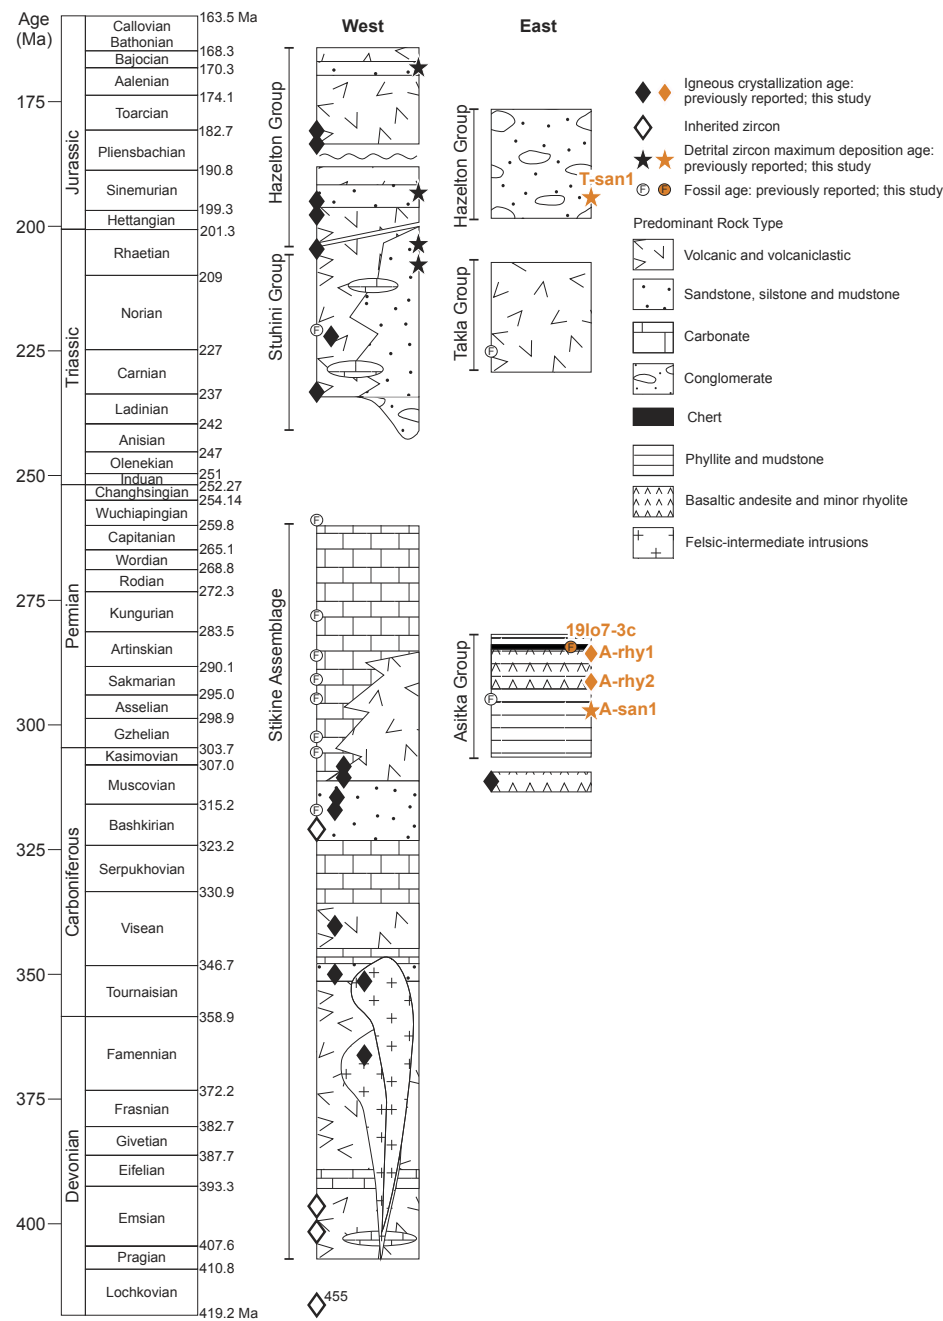 Age
(Ma)
West
East
163.5 Ma
Callovian
Bathonian
168.3
Bajocian
170.3
Aalenian
174.1
175
Toarcian
182.7
Pliensbachian
190.8
Sinemurian
199.3
Hettangian
200
201.3
Rhaetian
209
Norian
225
227
Carnian
237
Ladinian
242
Anisian
247
Olenekian
251
Induan
250
252.27
Changhsingian
254.14
Wuchiapingian
259.8
Capitanian
265.1
Wordian
268.8
Rodian
272.3
275
Kungurian
283.5
Artinskian
290.1
Sakmarian
295.0
Asselian
298.9
300
Gzhelian
303.7
Kasimovian
307.0
Muscovian
315.2
Bashkirian
323.2
325
Serpukhovian
330.9
Visean
346.7
350
Tournaisian
358.9
Famennian
372.2
375
Frasnian
382.7
Givetian
387.7
Eifelian
393.3
400
Emsian
407.6
Pragian
410.8
Lochkovian
419.2 Ma
Jurassic
Triassic
Permian
Carboniferous
Devonian
Hazelton Group
Stuhini Group
Stikine Assemblage
F
F
F
F
F
F
F
F
F
455
Hazelton Group
T-san1
Takla Group
F
Asitka Group
19lo7-3c
F
A-rhy1
A-rhy2
F
A-san1
Igneous crystallization age:
previously reported; this study
Inherited zircon
Detrital zircon maximum deposition age:
previously reported; this study
F F Fossil age: previously reported; this study
Predominant Rock Type
Volcanic and volcaniclastic
Sandstone, silstone and mudstone
Carbonate
Conglomerate
Chert
Phyllite and mudstone
Basaltic andesite and minor rhyolite
Felsic-intermediate intrusions